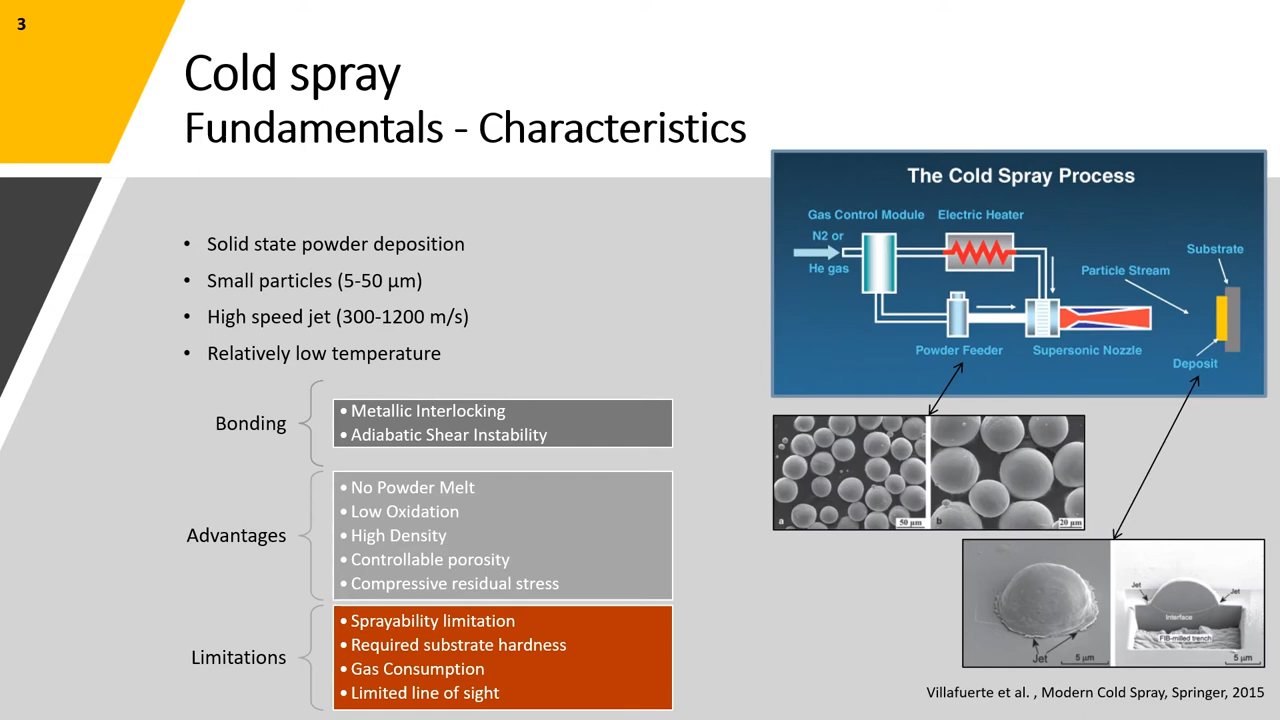 3
Cold spray
Fundamentals - Characteristics
• Solid state powder deposition
• Small particles (5-50 µm)
• High speed jet (300-1200 m/s)
• Relatively low temperature
Bonding
• Metallic Interlocking
• Adiabatic Shear Instability
Advantages
• No Powder Melt
• Low Oxidation
• High Density
• Controllable porosity
• Compressive residual stress
Limitations
• Sprayability limitation
• Required substrate hardness
• Gas Consumption
• Limited line of sight
The Cold Spray Process
Gas Control Module
Electric Heater
N2 or
He gas
Substrate
Particle Stream
Powder Feeder
Supersonic Nozzle
Deposit
a
50 µm
b
20 µm
Jet
5 µm
Jet
Jet
Interface
FIB-milled trench
5 µm
Villafuerte et al. , Modern Cold Spray, Springer, 2015